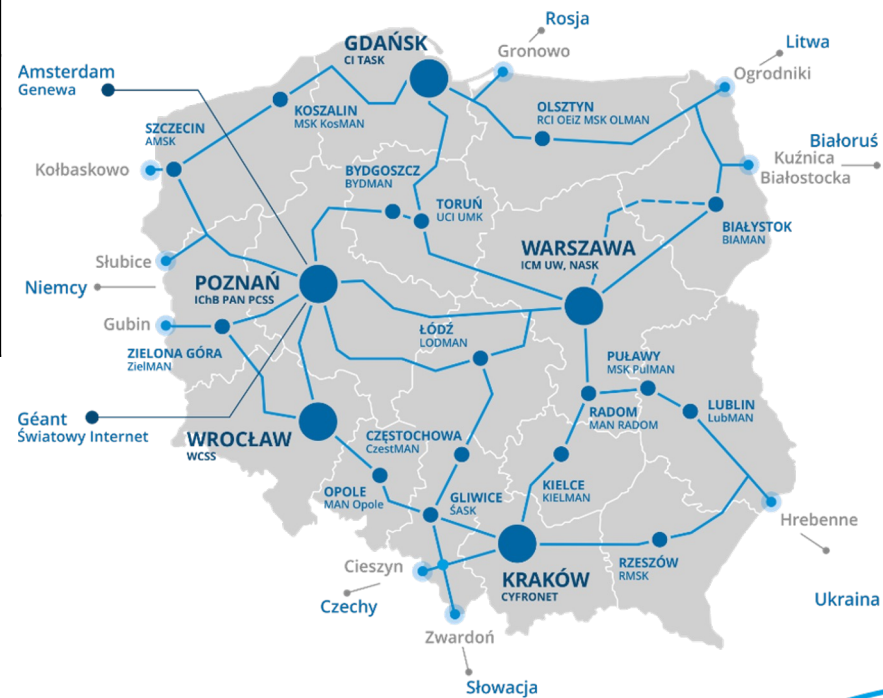 Rosja
GDAŃSK
CI TASK
Gronowo
Litwa
Ogrodniki
Amsterdam
Genewa
KOSZALIN
MSK KosMAN
OLSZTYN
RCI OEiZ MSK OLMAN
SZCZECIN
AMSK
Białoruś
Kuźnica
Białostocka
Kołbaskowo
BYDGOSZCZ
BYDMAN
TORUŃ
UCI UMK
BIAŁYSTOK
BIAMAN
WARSZAWA
ICM UW, NASK
Słubice
Niemcy
POZNAŃ
IChB PAN PCSS
Gubin
ŁÓDŹ
LODMAN
ZIELONA GÓRA
ZielMAN
PUŁAWY
MSK PulMAN
RADOM
MAN RADOM
LUBLIN
LubMAN
Géant
Światowy Internet
WROCŁAW
WCSS
CZĘSTOCHOWA
CzestMAN
OPOLE
MAN Opole
GLIWICE
ŚASK
KIELCE
KIELMAN
Hrebenne
Cieszyn
Czechy
KRAKÓW
CYFRONET
RZESZÓW
RMSK
Ukraina
Zwardoń
Słowacja